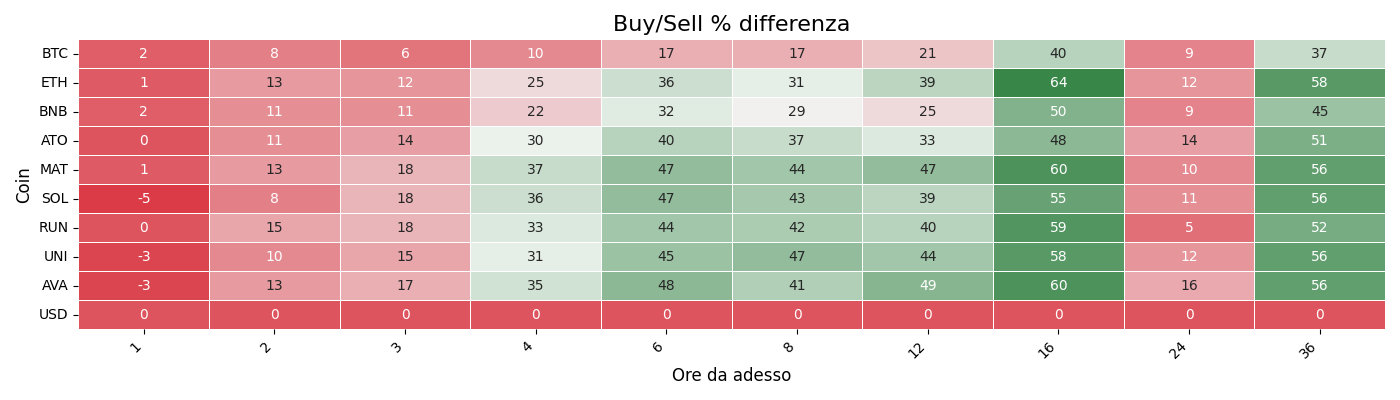 Buy/Sell % differenza
Coin
BTC 2 8 6 10 17 17 21 40 9 37
ETH 1 13 12 25 36 31 39 64 12 58
BNB 2 11 11 22 32 29 25 50 9 45
ATO 0 11 14 30 40 37 33 48 14 51
MAT 1 13 18 37 47 44 47 60 10 56
SOL -5 8 18 36 47 43 39 55 11 56
RUN 0 15 18 33 44 42 40 59 5 52
UNI -3 10 15 31 45 47 44 58 12 56
AVA -3 13 17 35 48 41 49 60 16 56
USD 0 0 0 0 0 0 0 0 0 0
1 2 3 4 6 8 12 16 24 36
Ore da adesso